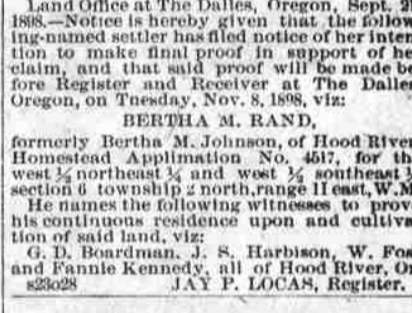 Land Office at The Dalles, Oregon, Sept. 2
1898.—Notice is hereby given that the follow
ing-named settler has filed notice of her inten
tion to make final proof in support of he
claim, and that said proof will be made be
fore Register and Receiver at The Dalle
Oregon, on Tuesday, Nov. 8, 1898, viz:
BERTHA M. RAND,
formerly Bertha M. Johnson, of Hood River
Homestead Applimation No. 4517, for th
west ½ northeast ¼ and west ½ southeast ¼
section 6 township 2 north, range 11 east, W. M
He names the following witnesses to prov
his continuous residence upon and cultiva
tion of said land, viz:
G. D. Boardman, J. S. Harbison, W. Fos
and Fannie Kennedy, all of Hood River, O
s23o28 JAY P. LOCAS, Register.